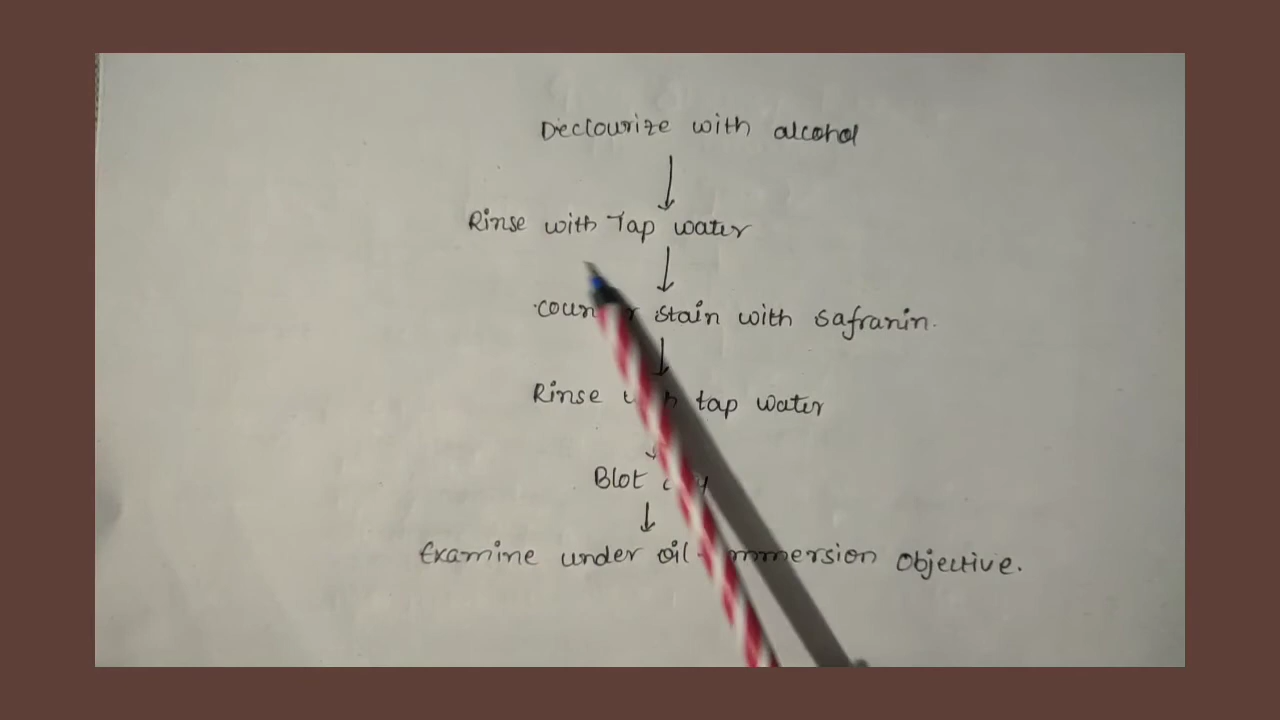 Declourize with alcohol
Rinse with Tap water
stain with safranin.
Rinse tap water
Blot
Examine under oil objective.